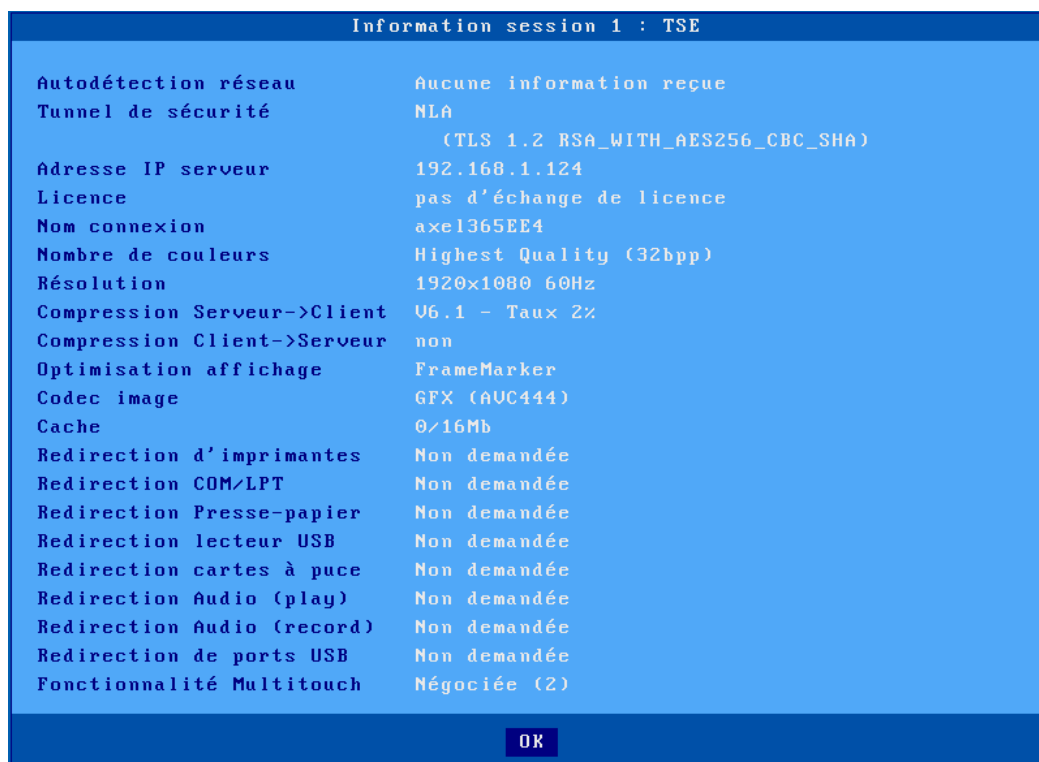 Information session 1 : TSE
Autodétection réseau Aucune information reçue
Tunnel de sécurité NLA
(TLS 1.2 RSA_WITH_AES256_CBC_SHA)
Adresse IP serveur 192.168.1.124
Licence pas d'échange de licence
Nom connexion axel365EE4
Nombre de couleurs Highest Quality (32bpp)
Résolution 1920x1080 60Hz
Compression Serveur->Client V6.1 - Taux 2%
Compression Client->Serveur non
Optimisation affichage FrameMarker
Codec image GFX (AVC444)
Cache 0/16Mb
Redirection d'imprimantes Non demandée
Redirection COM/LPT Non demandée
Redirection Presse-papier Non demandée
Redirection lecteur USB Non demandée
Redirection cartes à puce Non demandée
Redirection Audio (play) Non demandée
Redirection Audio (record) Non demandée
Redirection de ports USB Non demandée
Fonctionnalité Multitouch Négociée (2)
OK